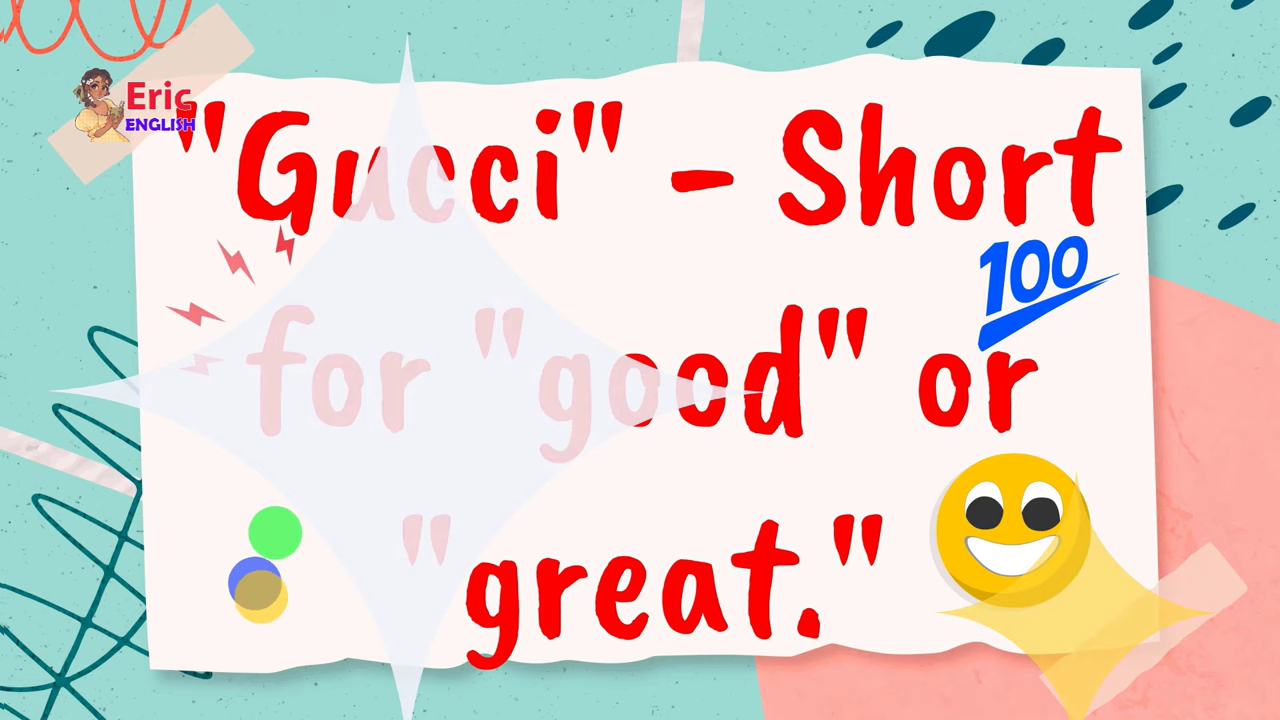 Eric
ENGLISH
"Gucci" - Short
100
for "good" or
"great."